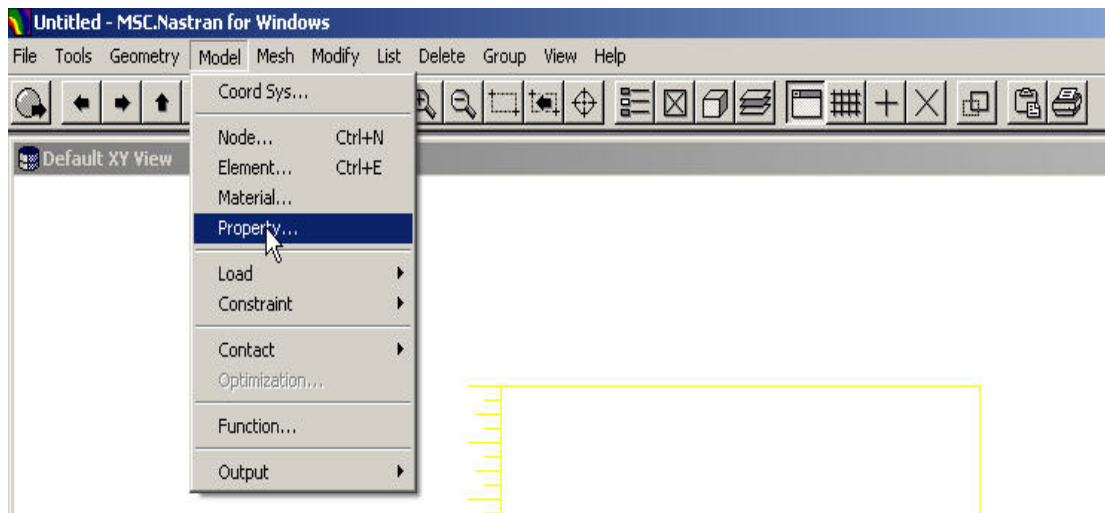 Untitled - MSC.Nastran for Windows
File Tools Geometry Model Mesh Modify List Delete Group View Help
Default XY View
Coord Sys...
Node... Ctrl+N
Element... Ctrl+E
Material...
Property...
Load
Constraint
Contact
Optimization...
Function...
Output